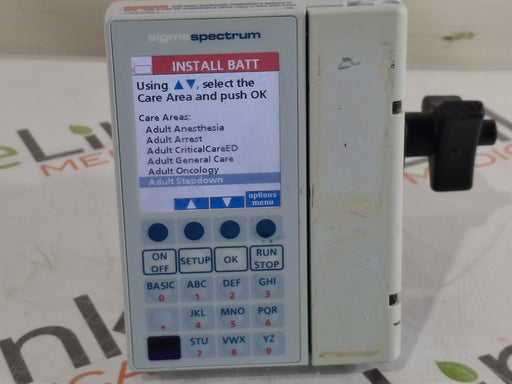 sigmaspectrum
INSTALL BATT
Using ▲▼, select the
Care Area and push OK
Care Areas:
Adult Anesthesia
Adult Arrest
Adult CriticalCareED
Adult General Care
Adult Oncology
Adult Stepdown
options
menu
ON
OFF
SETUP
OK
RUN
STOP
BASIC
0
ABC
1
DEF
2
GHI
3
.
JKL
4
MNO
5
PQR
6
STU
7
VWX
8
YZ
9